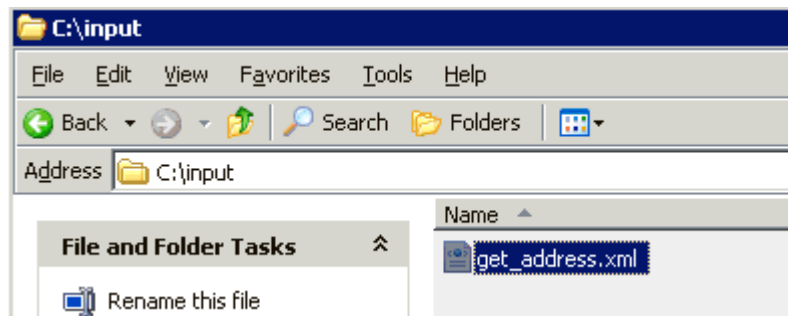 C:\input
File Edit View Favorites Tools Help
Back Search Folders
Address C:\input
Name
File and Folder Tasks
get_address.xml
Rename this file